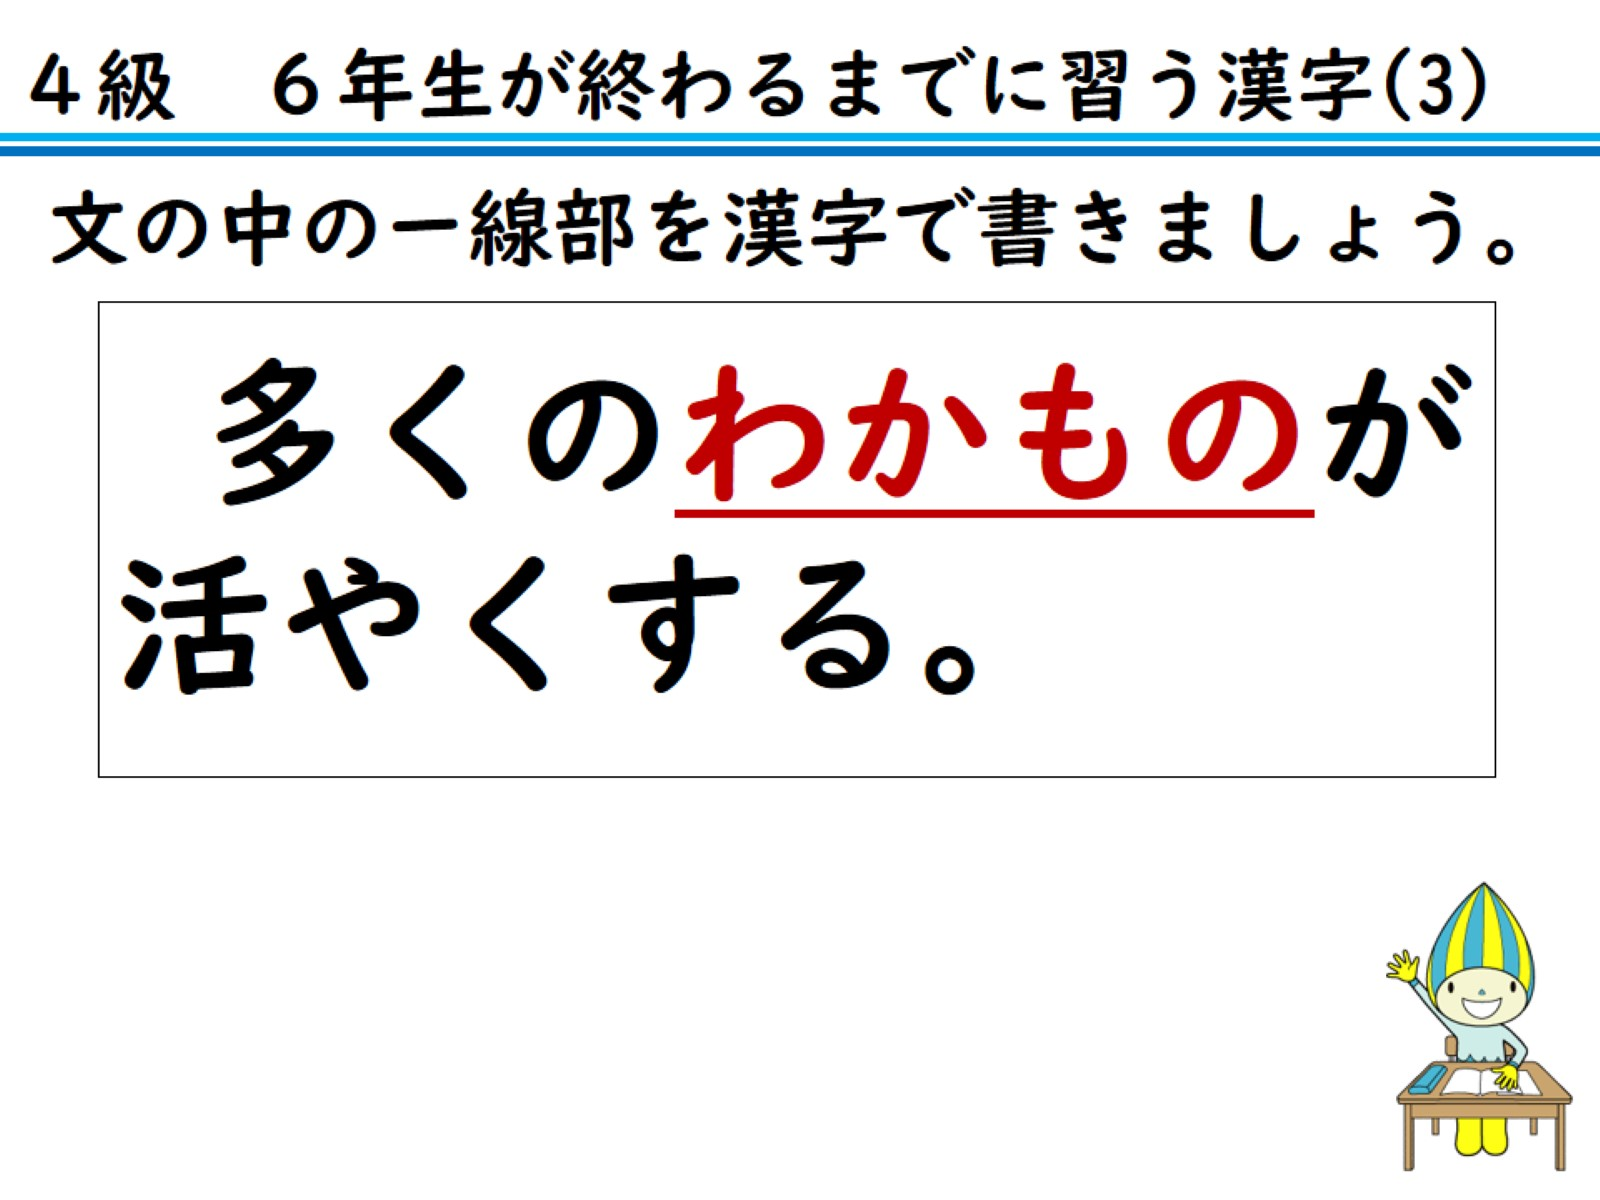 ４級　６年生が終わるまでに習う漢字(3)
文の中の－線部を漢字で書きましょう。
多くのわかものが
活やくする。